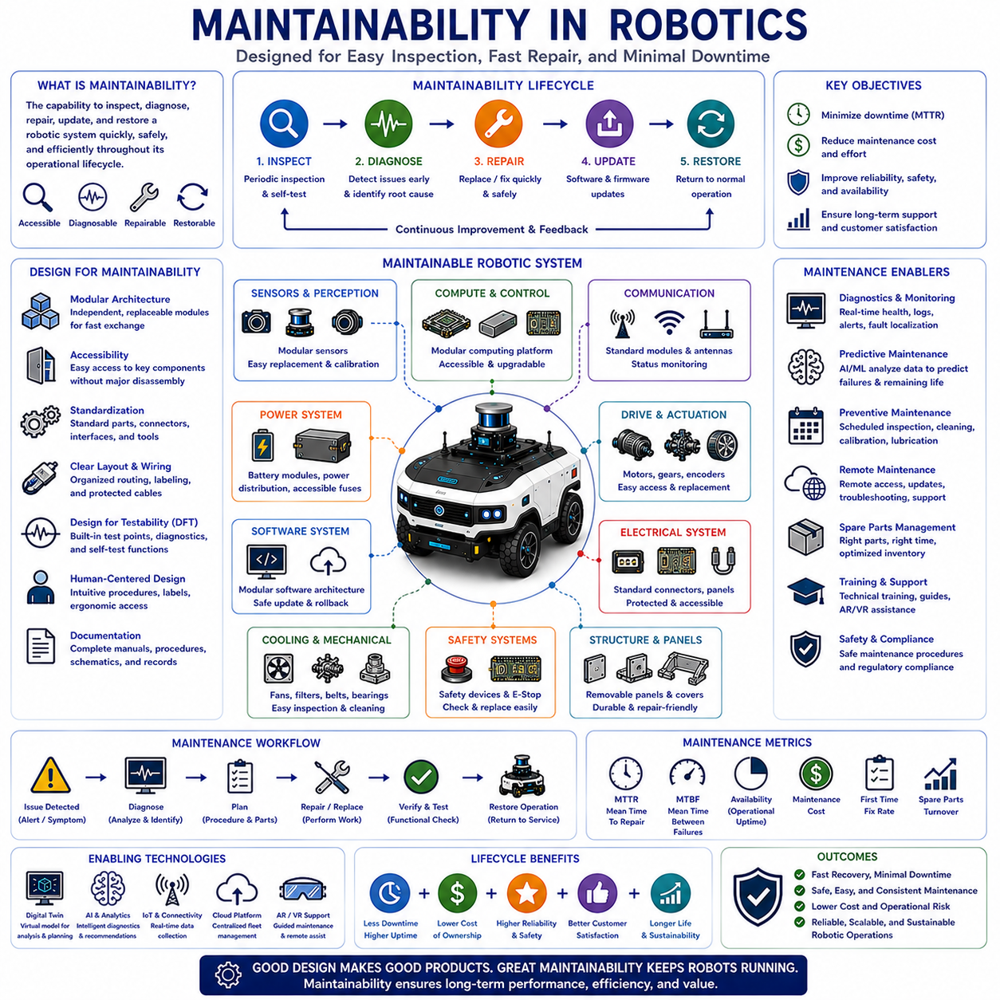 MAINTAINABILITY IN ROBOTICS
Designed for Easy Inspection, Fast Repair, and Minimal Downtime
WHAT IS MAINTAINABILITY?
The capability to inspect, diagnose,
repair, update, and restore a
robotic system quickly, safely,
and efficiently throughout its
operational lifecycle.
Accessible
Diagnosable
Repairable
Restorable
MAINTAINABILITY LIFECYCLE
1. INSPECT
Periodic inspection
& self-test
2. DIAGNOSE
Detect issues early
& identify root cause
3. REPAIR
Replace / fix quickly
& safely
4. UPDATE
Software & firmware
updates
5. RESTORE
Return to normal
operation
Continuous Improvement & Feedback
KEY OBJECTIVES
Minimize downtime (MTTR)
Reduce maintenance cost
and effort
Improve reliability, safety,
and availability
Ensure long-term support
and customer satisfaction
DESIGN FOR MAINTAINABILITY
Modular Architecture
Independent, replaceable modules
for fast exchange
Accessibility
Easy access to key components
without major disassembly
Standardization
Standard parts, connectors,
interfaces, and tools
Clear Layout & Wiring
Organized routing, labeling,
and protected cables
Design for Testability (DFT)
Built-in test points, diagnostics,
and self-test functions
Human-Centered Design
Intuitive procedures, labels,
ergonomic access
Documentation
Complete manuals, procedures,
schematics, and records
MAINTAINABLE ROBOTIC SYSTEM
SENSORS & PERCEPTION
Modular sensors
Easy replacement & calibration
COMPUTE & CONTROL
Modular computing platform
Accessible & upgradable
COMMUNICATION
Standard modules & antennas
Status monitoring
POWER SYSTEM
Battery modules, power
distribution, accessible fuses
DRIVE & ACTUATION
Motors, gears, encoders
Easy access & replacement
SOFTWARE SYSTEM
</>
Modular software architecture
Safe update & rollback
ELECTRICAL SYSTEM
Standard connectors, panels
Protected & accessible
COOLING & MECHANICAL
Fans, filters, belts, bearings
Easy inspection & cleaning
SAFETY SYSTEMS
Safety devices & E-Stop
Check & replace easily
STRUCTURE & PANELS
Removable panels & covers
Durable & repair-friendly
MAINTENANCE ENABLERS
Diagnostics & Monitoring
Real-time health, logs,
alerts, fault localization
Predictive Maintenance
AI/ML analyze data to predict
failures & remaining life
Preventive Maintenance
Scheduled inspection, cleaning,
calibration, lubrication
Remote Maintenance
Remote access, updates,
troubleshooting, support
Spare Parts Management
Right parts, right time,
optimized inventory
Training & Support
Technical training, guides,
AR/VR assistance
Safety & Compliance
Safe maintenance procedures
and regulatory compliance
MAINTENANCE WORKFLOW
Issue Detected
(Alert / Symptom)
Diagnose
(Analyze & Identify)
Plan
(Procedure & Parts)
Repair / Replace
(Perform Work)
Verify & Test
(Functional Check)
Restore Operation
(Return to Service)
MAINTENANCE METRICS
MTTR
Mean Time
To Repair
MTBF
Mean Time
Between
Failures
Availability
(Operational
Uptime)
$
Maintenance
Cost
First Time
Fix Rate
Spare Parts
Turnover
ENABLING TECHNOLOGIES
Digital Twin
Virtual model for
analysis & planning
AI & Analytics
Intelligent diagnostics
& recommendations
IoT & Connectivity
Real-time data
collection
Cloud Platform
Centralized fleet
management
AR / VR Support
Guided maintenance
& remote assist
LIFECYCLE BENEFITS
Less Downtime
Higher Uptime
+
$
Lower Cost
of Ownership
+
Higher Reliability
& Safety
+
Better Customer
Satisfaction
+
Longer Life
& Sustainability
OUTCOMES
Fast Recovery, Minimal Downtime
Safe, Easy, and Consistent Maintenance
Lower Cost and Operational Risk
Reliable, Scalable, and Sustainable
Robotic Operations
GOOD DESIGN MAKES GOOD PRODUCTS. GREAT MAINTAINABILITY KEEPS ROBOTS RUNNING.
Maintainability ensures long-term performance, efficiency, and value.